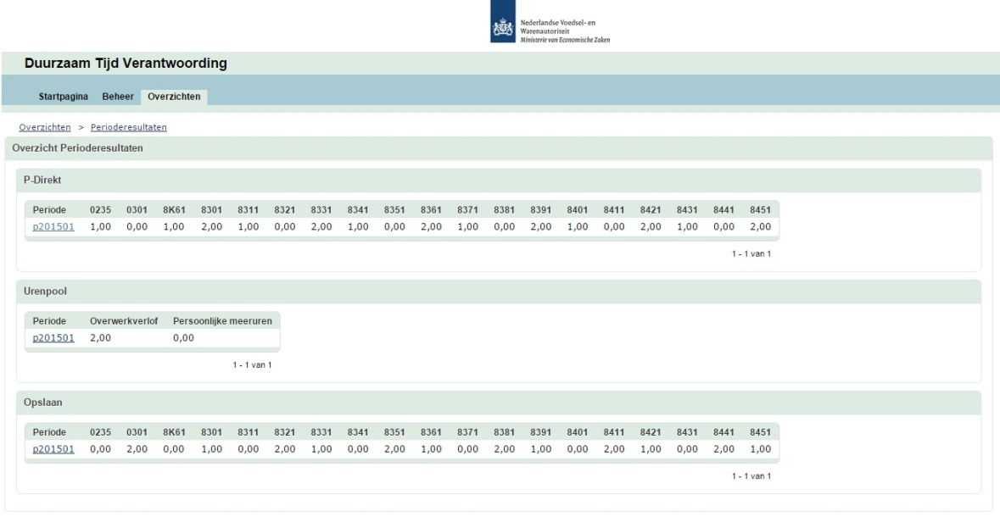 Nederlandse Voedsel- en
Warenautoriteit
Ministerie van Economische Zaken
Duurzaam Tijd Verantwoording
Startpagina Beheer Overzichten
Overzichten > Perioderesultaten
Overzicht Perioderesultaten
P-Direkt
Periode 0235 0301 8K61 8301 8311 8321 8331 8341 8351 8361 8371 8381 8391 8401 8411 8421 8431 8441 8451
p201501 1,00 0,00 1,00 2,00 1,00 0,00 2,00 1,00 0,00 2,00 1,00 0,00 2,00 1,00 0,00 2,00 1,00 0,00 2,00
1 - 1 van 1
Urenpool
Periode Overwerkverlof Persoonlijke meeruren
p201501 2,00 0,00
1 - 1 van 1
Opslaan
Periode 0235 0301 8K61 8301 8311 8321 8331 8341 8351 8361 8371 8381 8391 8401 8411 8421 8431 8441 8451
p201501 0,00 2,00 0,00 1,00 0,00 2,00 1,00 0,00 2,00 1,00 0,00 2,00 1,00 0,00 2,00 1,00 0,00 2,00 1,00
1 - 1 van 1